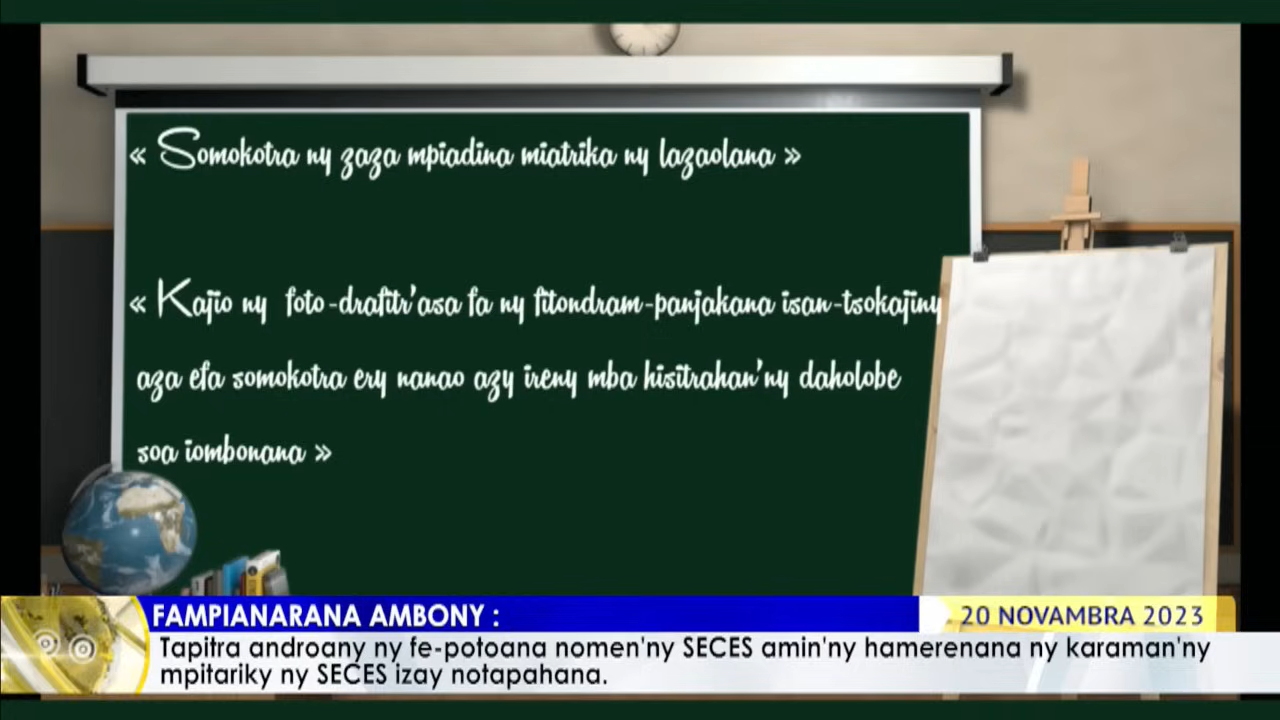 « Somokotra ny zaza mpiadina miatrika ny lazaolana »
« Kajio ny foto-drafitr'asa fa ny fitondram-panjakana isan-tsokajiny
aza efa somokotra ery nanao azy ireny mba hisitrahan'ny daholobe
soa iombonana »
FAMPIANARANA AMBONY :
20 NOVAMBRA 2023
Tapitra androany ny fe-potoana nomen'ny SECES amin'ny hamerenana ny karaman'ny
mpitariky ny SECES izay notapahana.